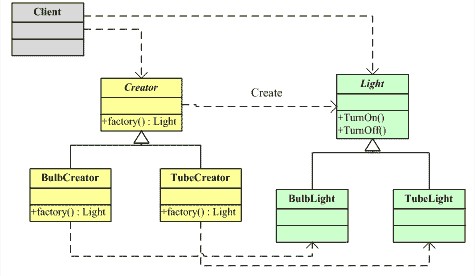 Client
Creator
+factory() : Light
Create
Light
+TurnOn()
+TurnOff()
BulbCreator
+factory() : Light
TubeCreator
+factory() : Light
BulbLight
TubeLight